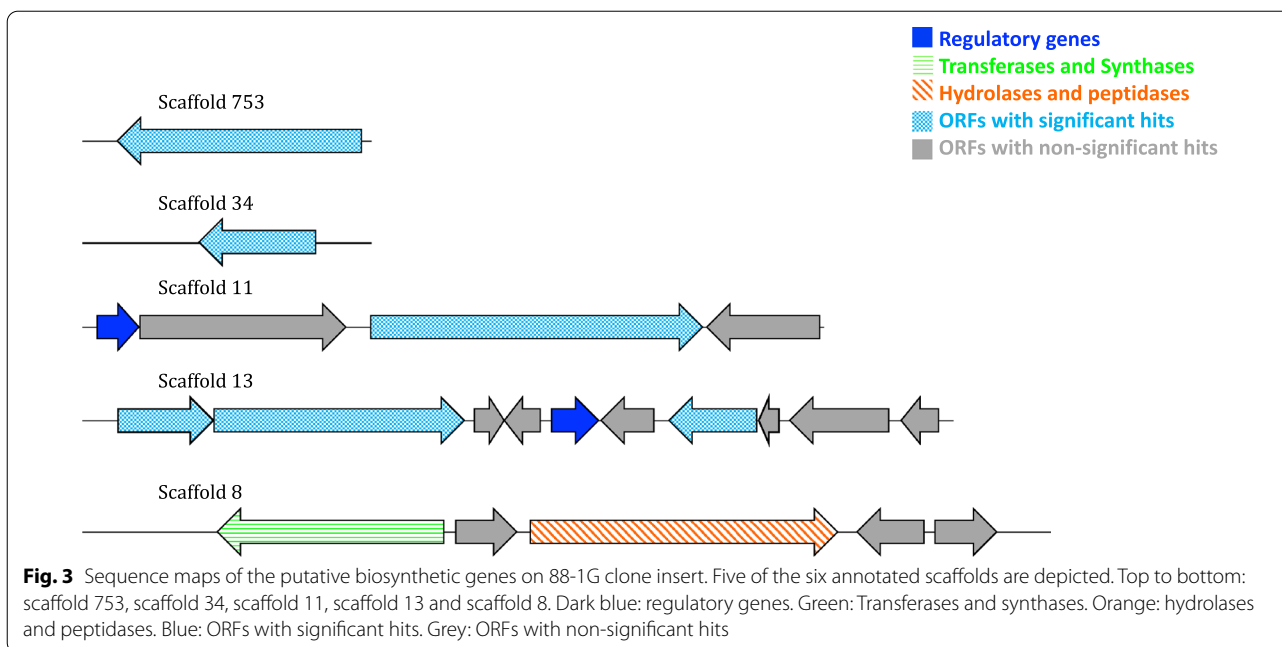 Regulatory genes
Transferases and Synthases
Hydrolases and peptidases
ORFs with significant hits
ORFs with non-significant hits
Scaffold 753
Scaffold 34
Scaffold 11
Scaffold 13
Scaffold 8
Fig. 3 Sequence maps of the putative biosynthetic genes on 88-1G clone insert. Five of the six annotated scaffolds are depicted. Top to bottom:
scaffold 753, scaffold 34, scaffold 11, scaffold 13 and scaffold 8. Dark blue: regulatory genes. Green: Transferases and synthases. Orange: hydrolases
and peptidases. Blue: ORFs with significant hits. Grey: ORFs with non-significant hits